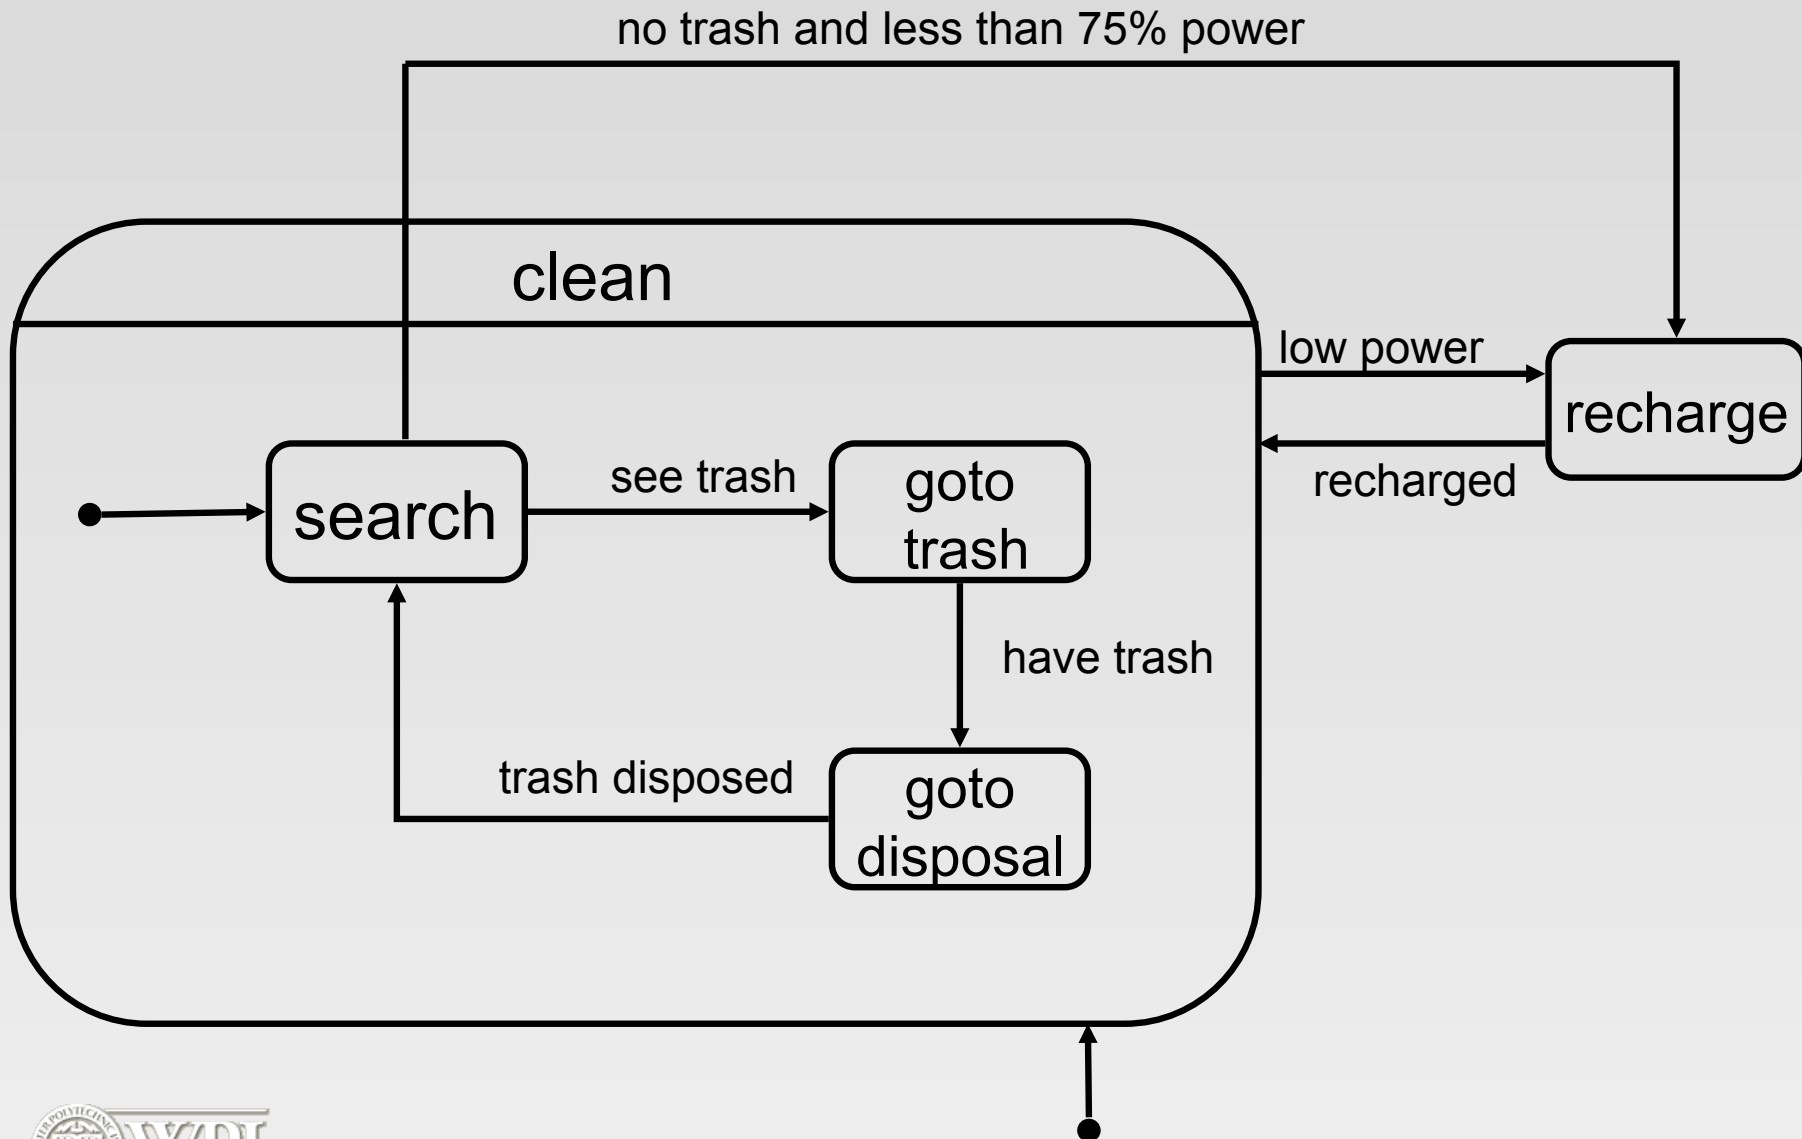 no trash and less than 75% power
clean
low power
recharge
recharged
search
see trash
goto
trash
have trash
trash disposed
goto
disposal
WPI